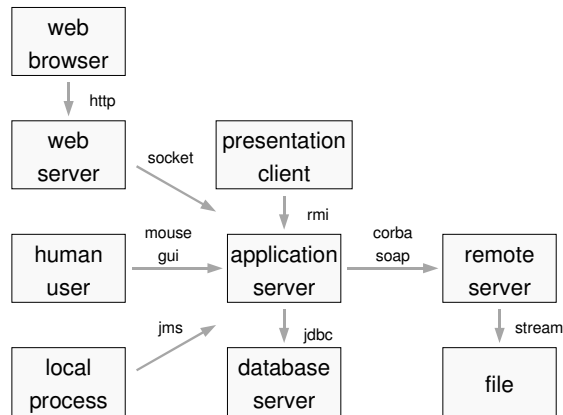 web
browser
http
web
server
socket
presentation
client
rmi
human
user
mouse
gui
application
server
corba
soap
remote
server
jms
jdbc
stream
local
process
database
server
file